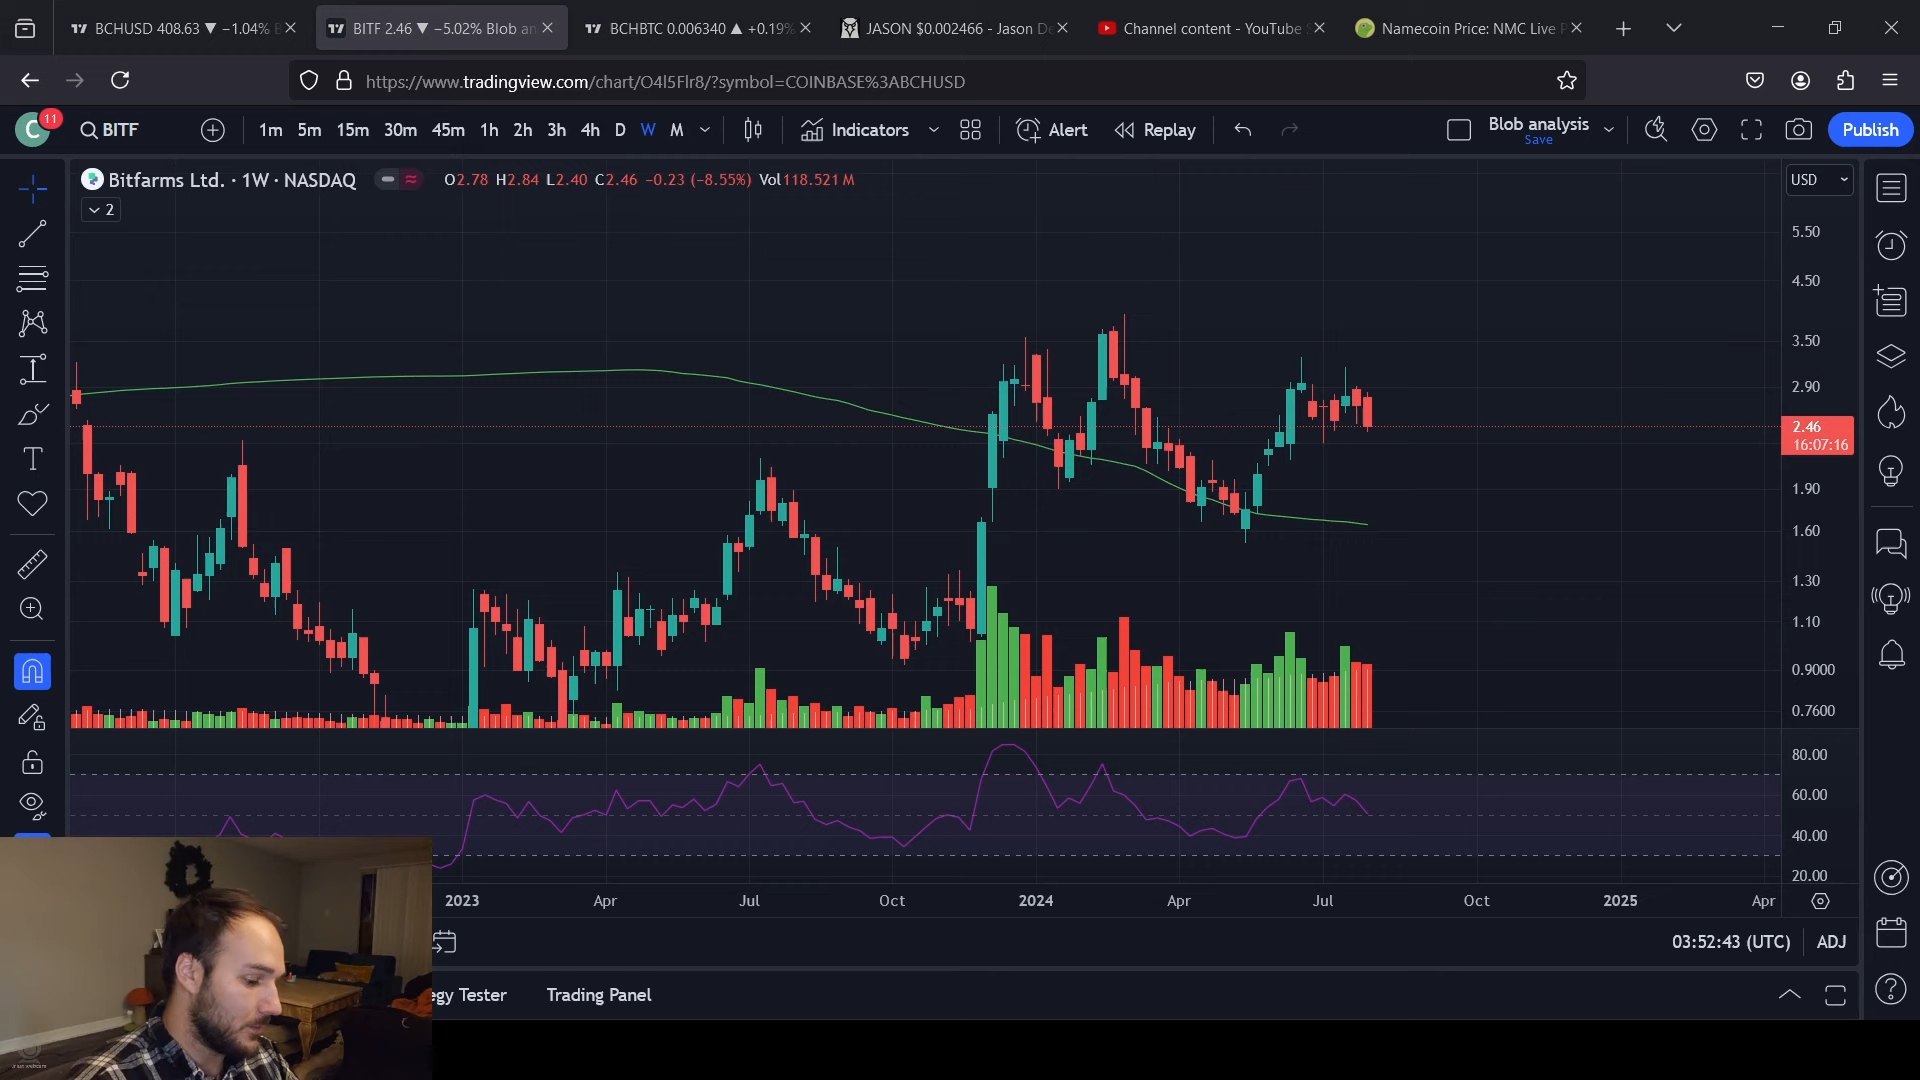 BCHUSD 408.63 ▼ −1.04% B
BITF 2.46 ▼ −5.02% Blob an
BCHBTC 0.006340 ▲ +0.19%
JASON $0.002466 - Jason De
Channel content - YouTube S
Namecoin Price: NMC Live P
https://www.tradingview.com/chart/O4l5Flr8/?symbol=COINBASE%3ABCHUSD
C 11 BITF 1m 5m 15m 30m 45m 1h 2h 3h 4h D W M Indicators Alert Replay Blob analysis Save Publish
Bitfarms Ltd. · 1W · NASDAQ O2.78 H2.84 L2.40 C2.46 −0.23 (−8.55%) Vol118.521 M
USD
2
5.50
4.50
3.50
2.90
2.46
16:07:16
1.90
1.60
1.30
1.10
0.9000
0.7600
80.00
60.00
40.00
20.00
2023 Apr Jul Oct 2024 Apr Jul Oct 2025 Apr
03:52:43 (UTC) ADJ
egy Tester Trading Panel